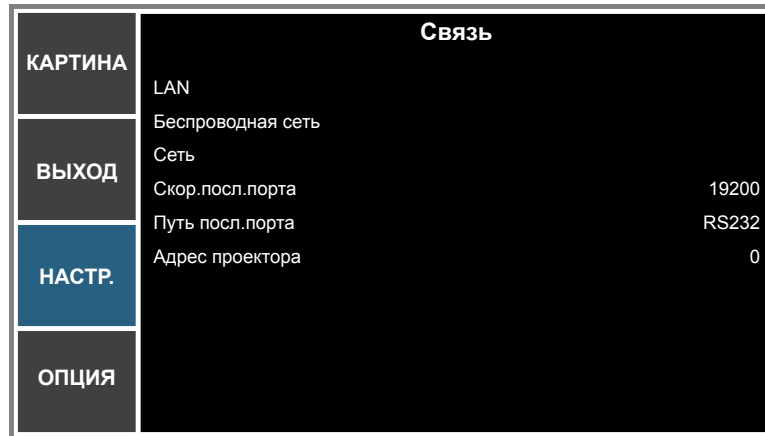 Связь
КАРТИНА
ВЫХОД
НАСТР.
ОПЦИЯ
LAN
Беспроводная сеть
Сеть
Скор.посл.порта 19200
Путь посл.порта RS232
Адрес проектора 0